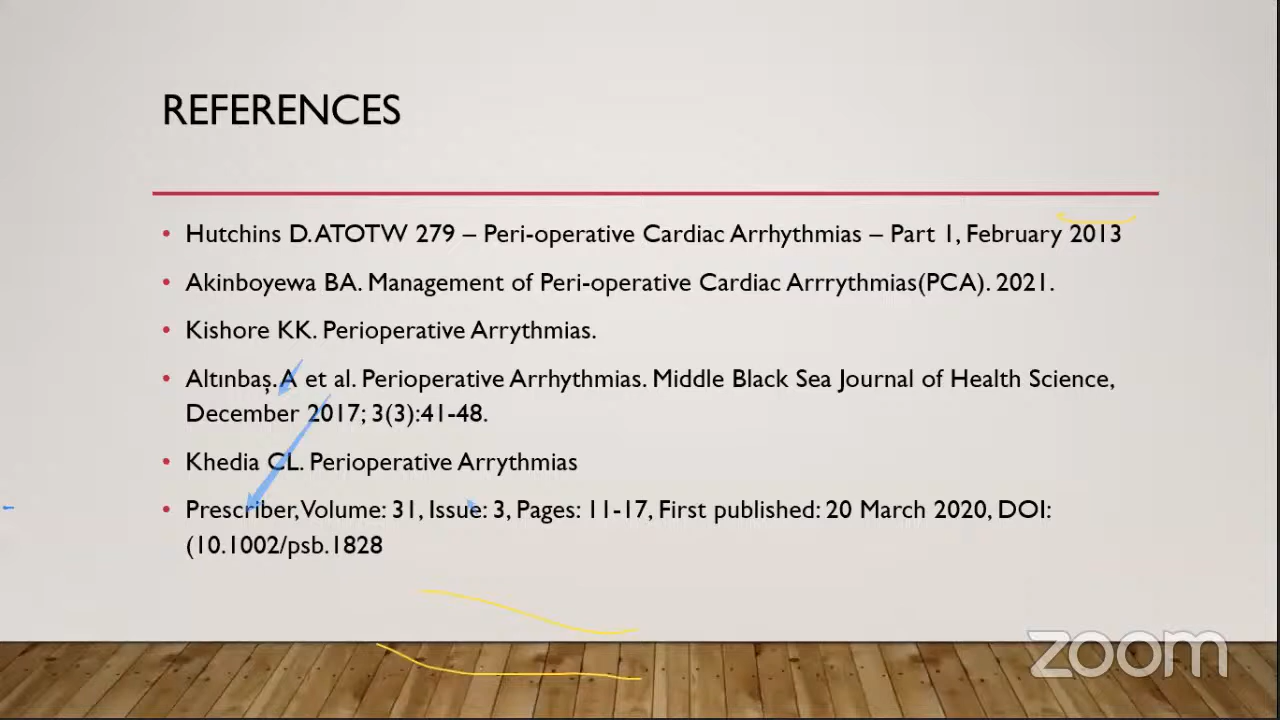 REFERENCES
• Hutchins D. ATOTW 279 – Peri-operative Cardiac Arrhythmias – Part 1, February 2013
• Akinboyewa BA. Management of Peri-operative Cardiac Arrrythmias(PCA). 2021.
• Kishore KK. Perioperative Arrythmias.
• Altınbaş. A et al. Perioperative Arrhythmias. Middle Black Sea Journal of Health Science,
December 2017; 3(3):41-48.
• Khedia CL. Perioperative Arrythmias
• Prescriber, Volume: 31, Issue: 3, Pages: 11-17, First published: 20 March 2020, DOI:
(10.1002/psb.1828
zoom